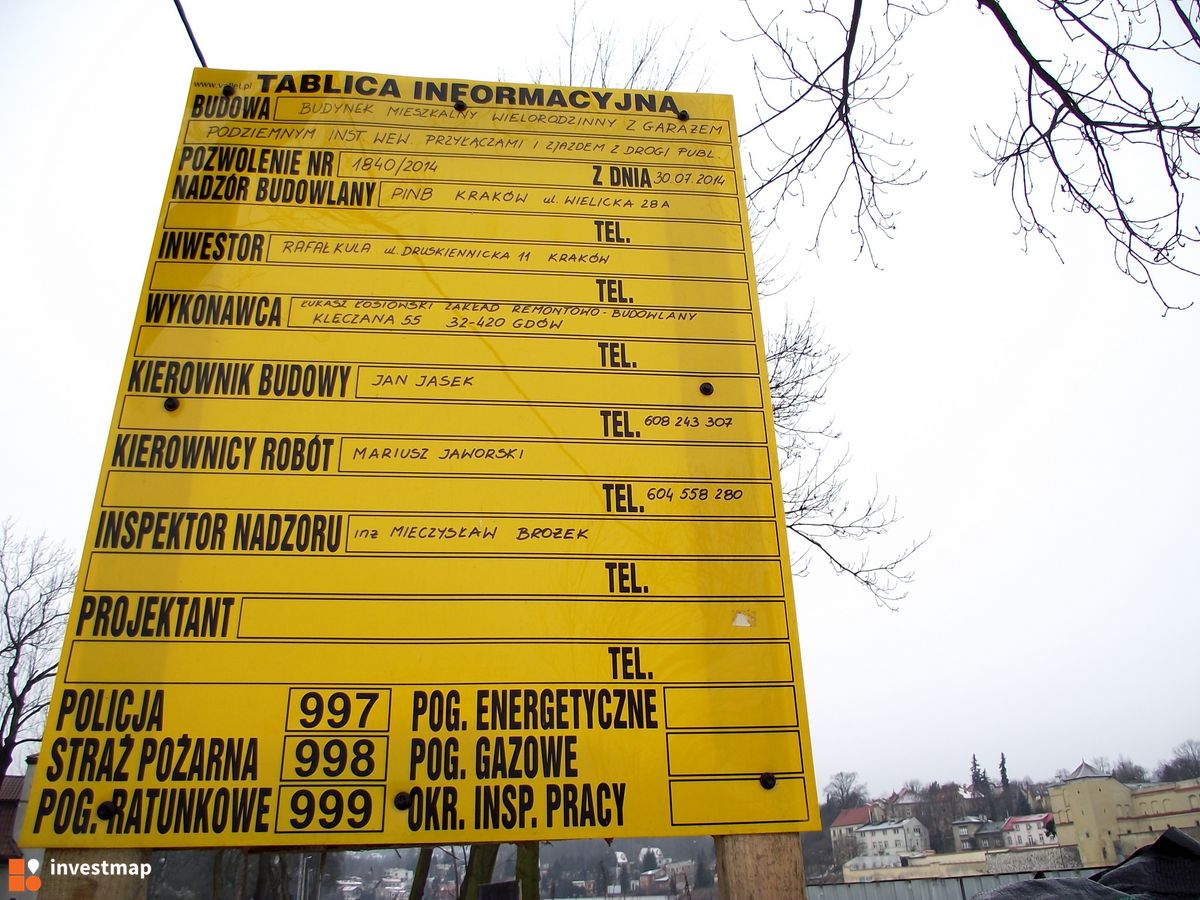 TABLICA INFORMACYJNA
BUDOWA BUDYNEK MIESZKALNY WIELORODZINNY Z GARAŻEM
PODZIEMNYM INST WEW. PRZYŁĄCZAMI I ZJAZDEM Z DROGI PUBL.
POZWOLENIE NR 1840/2014 Z DNIA 30.07.2014
NADZÓR BUDOWLANY PINB KRAKÓW ul. WIELICKA 28A
TEL.
INWESTOR RAFAŁ KULA ul. DRUSKIENNICKA 11 KRAKÓW
TEL.
WYKONAWCA ŁUKASZ ŁOSIOWSKI ZAKŁAD REMONTOWO-BUDOWLANY
KLĘCZANA 55 32-420 GDÓW
TEL.
KIEROWNIK BUDOWY JAN JASEK
TEL. 608 243 307
KIEROWNICY ROBÓT MARIUSZ JAWORSKI
TEL. 604 558 280
INSPEKTOR NADZORU inż MIECZYSŁAW BROŻEK
TEL.
PROJEKTANT
TEL.
POLICJA 997 POG. ENERGETYCZNE
STRAŻ POŻARNA 998 POG. GAZOWE
POG. RATUNKOWE 999 OKR. INSP. PRACY
investmap